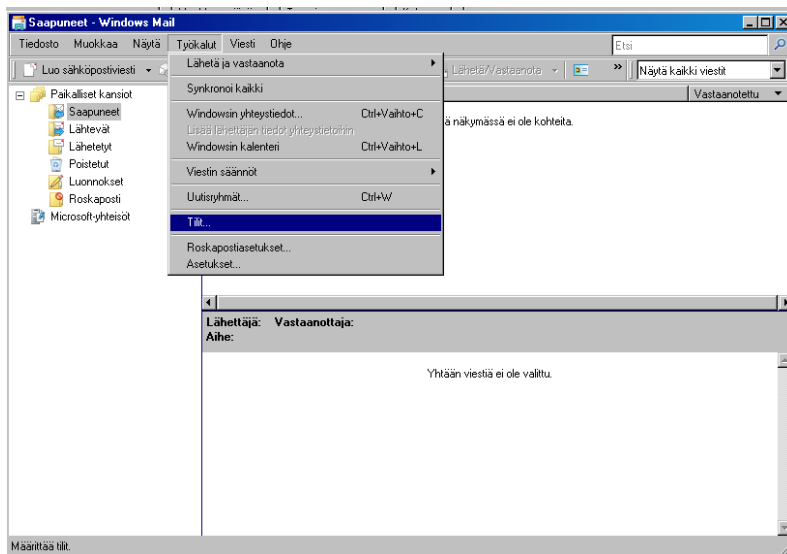 Saapuneet - Windows Mail
Tiedosto Muokkaa Näytä Työkalut Viesti Ohje
Etsi
Luo sähköpostiviesti
Lähetä/Vastaanota
Näytä kaikki viestit
Paikalliset kansiot
Saapuneet
Lähtevät
Lähetetyt
Poistetut
Luonnokset
Roskaposti
Microsoft-yhteisöt
Lähetä ja vastaanota
Synkronoi kaikki
Windowsin yhteystiedot... Ctrl+Vaihto+C
Lisää lähettäjän tiedot yhteystietoihin
Windowsin kalenteri Ctrl+Vaihto+L
Viestin säännöt
Uutisryhmät... Ctrl+W
Tilit...
Roskapostiasetukset...
Asetukset...
Vastaanotettu
ä näkymässä ei ole kohteita.
Lähettäjä: Vastaanottaja:
Aihe:
Yhtään viestiä ei ole valittu.
Määrittää tilit.